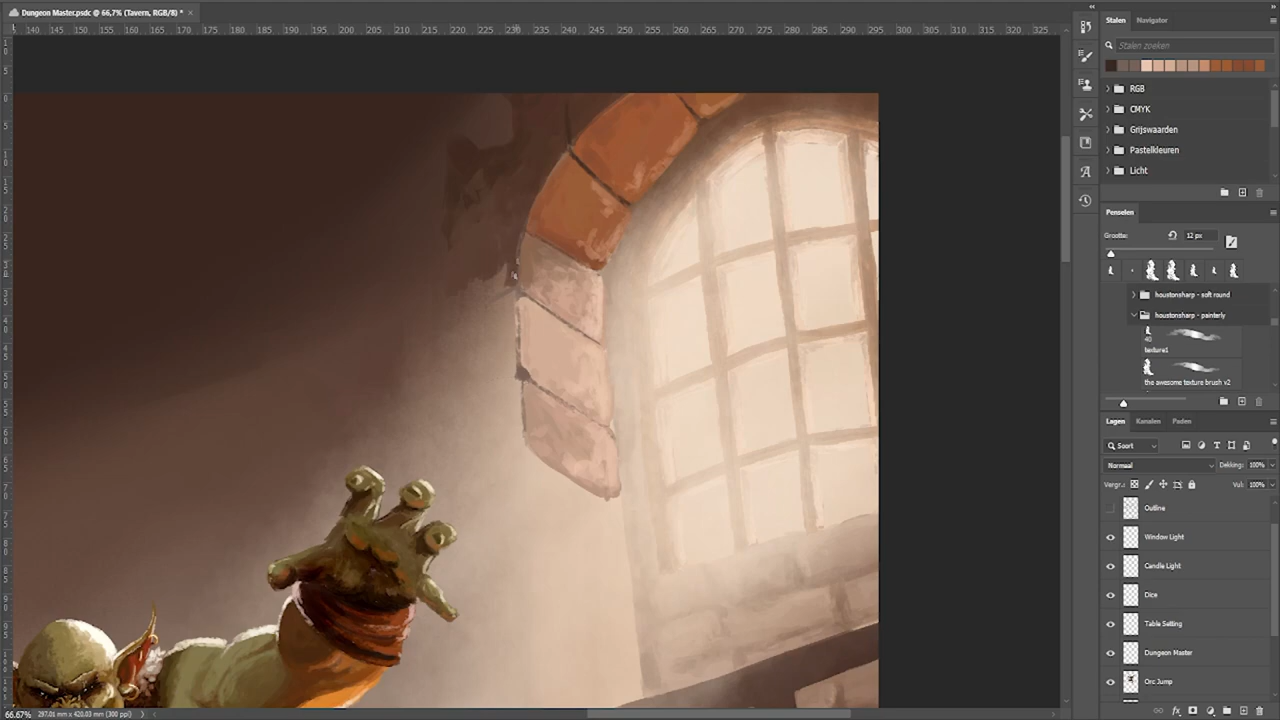 Dungeon Master.psdc @ 66,7% (Tavern, RGB/8) * ×
140 145 150 155 160 165 170 175 180 185 190 195 200 205 210 215 220 225 230 235 240 245 250 255 260 265 270 275 280 285 290 295 300 305 310 315 320 325
Stalen Navigator
Stalen zoeken
RGB
CMYK
Grijswaarden
Pastelkleuren
Licht
Penselen
Grootte: 12 px
houstonsharp - soft round
houstonsharp - painterly
40
texture1
the awesome texture brush v2
Lagen Kanalen Paden
Soort
Normaal Dekking: 100%
Vergr.: Vul: 100%
Outline
Window Light
Candle Light
Dice
Table Setting
Dungeon Master
Orc Jump
66.67% 297,01 mm x 420,03 mm (300 ppi)